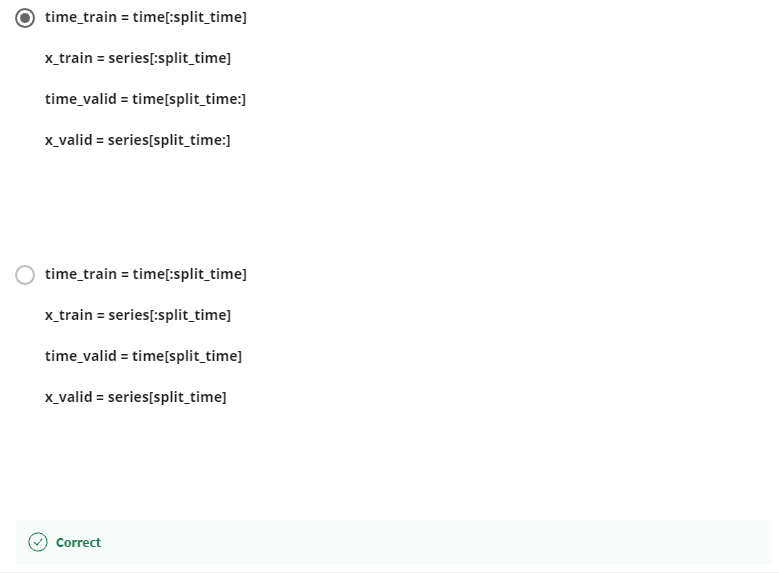 time_train = time[:split_time]
x_train = series[:split_time]
time_valid = time[split_time:]
x_valid = series[split_time:]
time_train = time[:split_time]
x_train = series[:split_time]
time_valid = time[split_time]
x_valid = series[split_time]
Correct